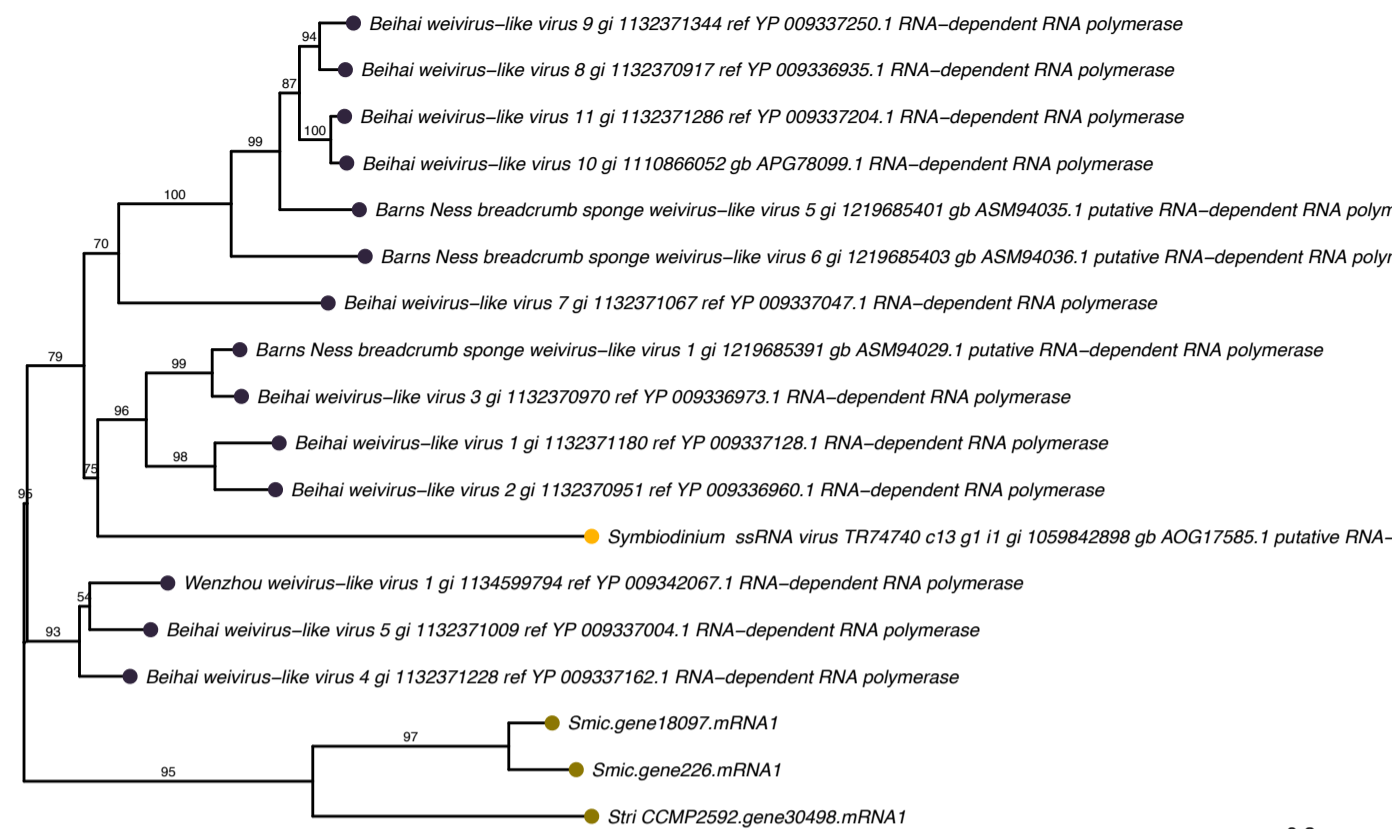 Beihai weivirus−like virus 9 gi 1132371344 ref YP 009337250.1 RNA−dependent RNA polymerase
94
Beihai weivirus−like virus 8 gi 1132370917 ref YP 009336935.1 RNA−dependent RNA polymerase
87
Beihai weivirus−like virus 11 gi 1132371286 ref YP 009337204.1 RNA−dependent RNA polymerase
100
Beihai weivirus−like virus 10 gi 1110866052 gb APG78099.1 RNA−dependent RNA polymerase
99
Barns Ness breadcrumb sponge weivirus−like virus 5 gi 1219685401 gb ASM94035.1 putative RNA−dependent RNA polym
100
Barns Ness breadcrumb sponge weivirus−like virus 6 gi 1219685403 gb ASM94036.1 putative RNA−dependent RNA poly
70
Beihai weivirus−like virus 7 gi 1132371067 ref YP 009337047.1 RNA−dependent RNA polymerase
79
Barns Ness breadcrumb sponge weivirus−like virus 1 gi 1219685391 gb ASM94029.1 putative RNA−dependent RNA polymerase
99
Beihai weivirus−like virus 3 gi 1132370970 ref YP 009336973.1 RNA−dependent RNA polymerase
96
Beihai weivirus−like virus 1 gi 1132371180 ref YP 009337128.1 RNA−dependent RNA polymerase
98
75
Beihai weivirus−like virus 2 gi 1132370951 ref YP 009336960.1 RNA−dependent RNA polymerase
95
Symbiodinium ssRNA virus TR74740 c13 g1 i1 gi 1059842898 gb AOG17585.1 putative RNA−
Wenzhou weivirus−like virus 1 gi 1134599794 ref YP 009342067.1 RNA−dependent RNA polymerase
54
Beihai weivirus−like virus 5 gi 1132371009 ref YP 009337004.1 RNA−dependent RNA polymerase
93
Beihai weivirus−like virus 4 gi 1132371228 ref YP 009337162.1 RNA−dependent RNA polymerase
Smic.gene18097.mRNA1
97
Smic.gene226.mRNA1
95
Stri CCMP2592.gene30498.mRNA1